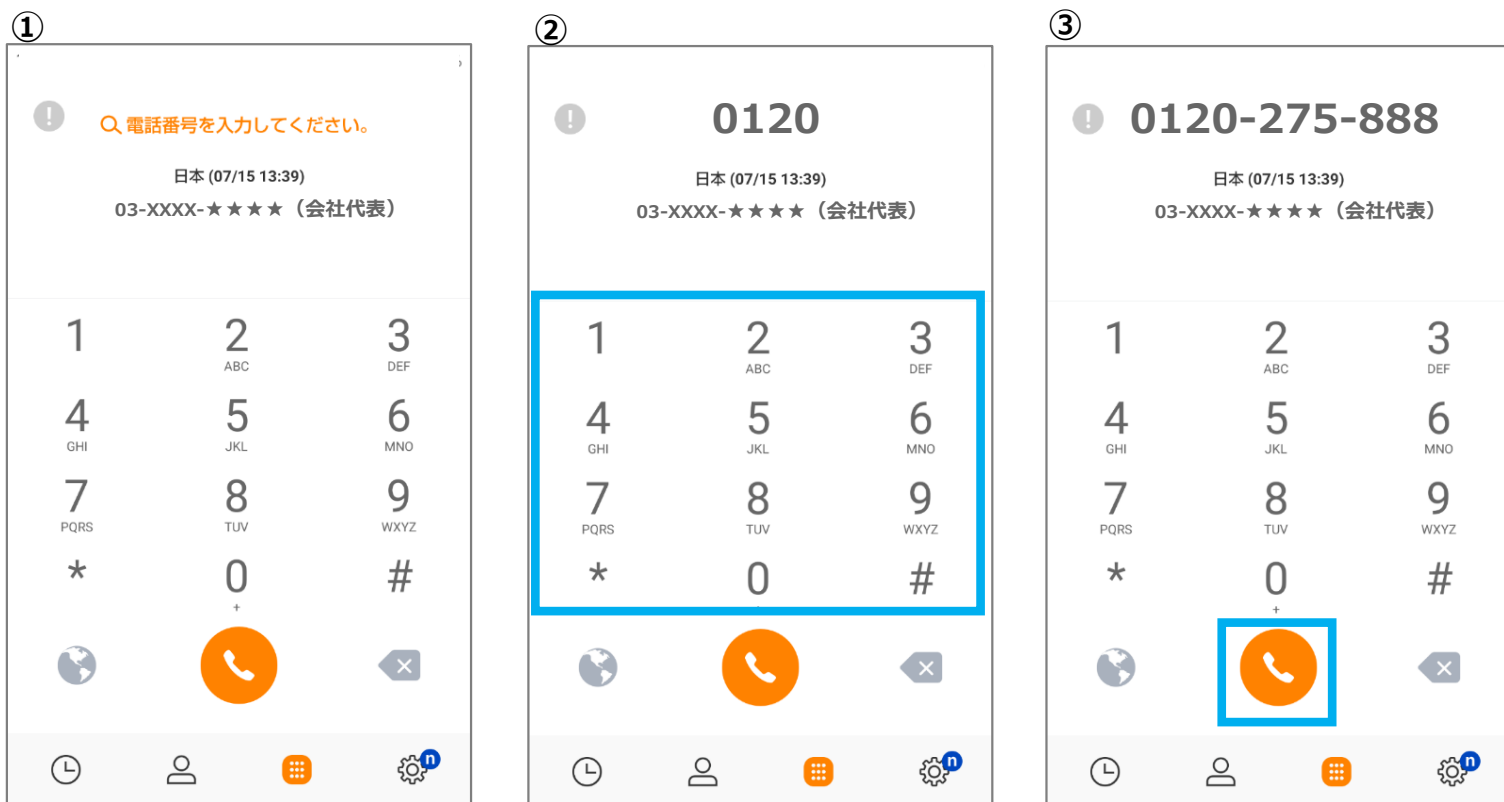 ①
電話番号を入力してください。
日本 (07/15 13:39)
03-XXXX-★★★★（会社代表）
1 2 3
ABC DEF
4 5 6
GHI JKL MNO
7 8 9
PQRS TUV WXYZ
* 0 #
+
n
②
0120
日本 (07/15 13:39)
03-XXXX-★★★★（会社代表）
1 2 3
ABC DEF
4 5 6
GHI JKL MNO
7 8 9
PQRS TUV WXYZ
* 0 #
n
③
0120-275-888
日本 (07/15 13:39)
03-XXXX-★★★★（会社代表）
1 2 3
ABC DEF
4 5 6
GHI JKL MNO
7 8 9
PQRS TUV WXYZ
* 0 #
+
n